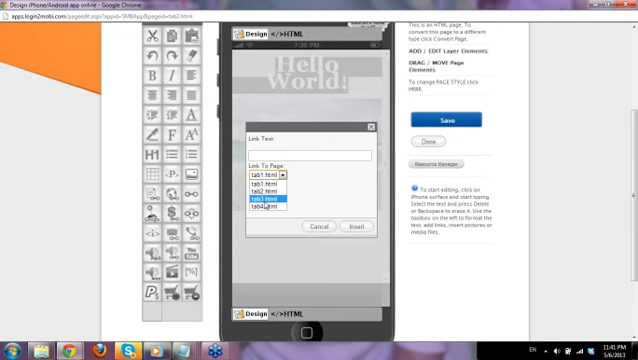 Design iPhone/Android app online - Google Chrome
apps.login2mobi.com/pageedit.aspx?appid=SMBApp&pageid=tab2.html
Design </>HTML
7:30 PM
Hello
World!
This is an HTML page. To
convert this page to a different
type click Convert Page.
ADD / EDIT Layer Elements.
DRAG / MOVE Page
Elements.
To change PAGE STYLE click
HERE.
Save
Done
Resource Manager
To start editing, click on
iPhone surface and start typing.
Select the text and press Delete
or Backspace to erase it. Use the
toolbox on the left to format the
text, add links, insert pictures or
media files.
Link Text:
Link To Page:
tab1.html
tab1.html
tab2.html
tab3.html
tab4.html
Cancel
Insert
Design </>HTML
B I
F A
H1
P
You Tube
[%]
EN
11:41 PM
5/6/2013